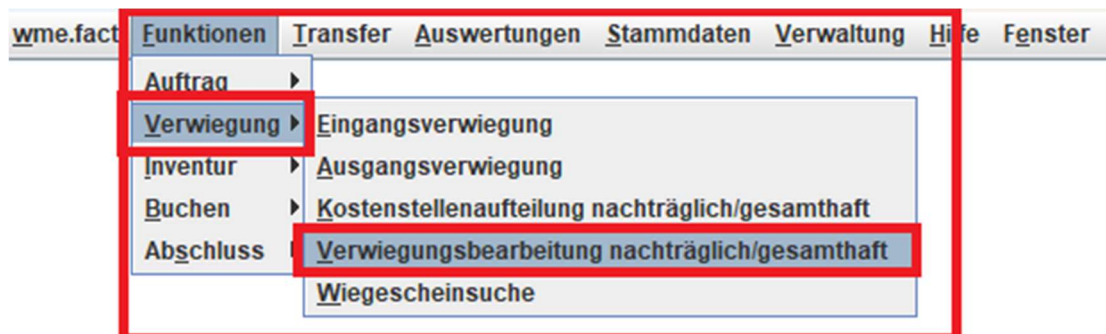 wme.fact Funktionen Transfer Auswertungen Stammdaten Verwaltung Hilfe Fenster
Auftrag
Verwiegung Eingangsverwiegung
Ausgangsverwiegung
Inventur
Buchen Kostenstellenaufteilung nachträglich/gesamthaft
Abschluss Verwiegungsbearbeitung nachträglich/gesamthaft
Wiegescheinsuche